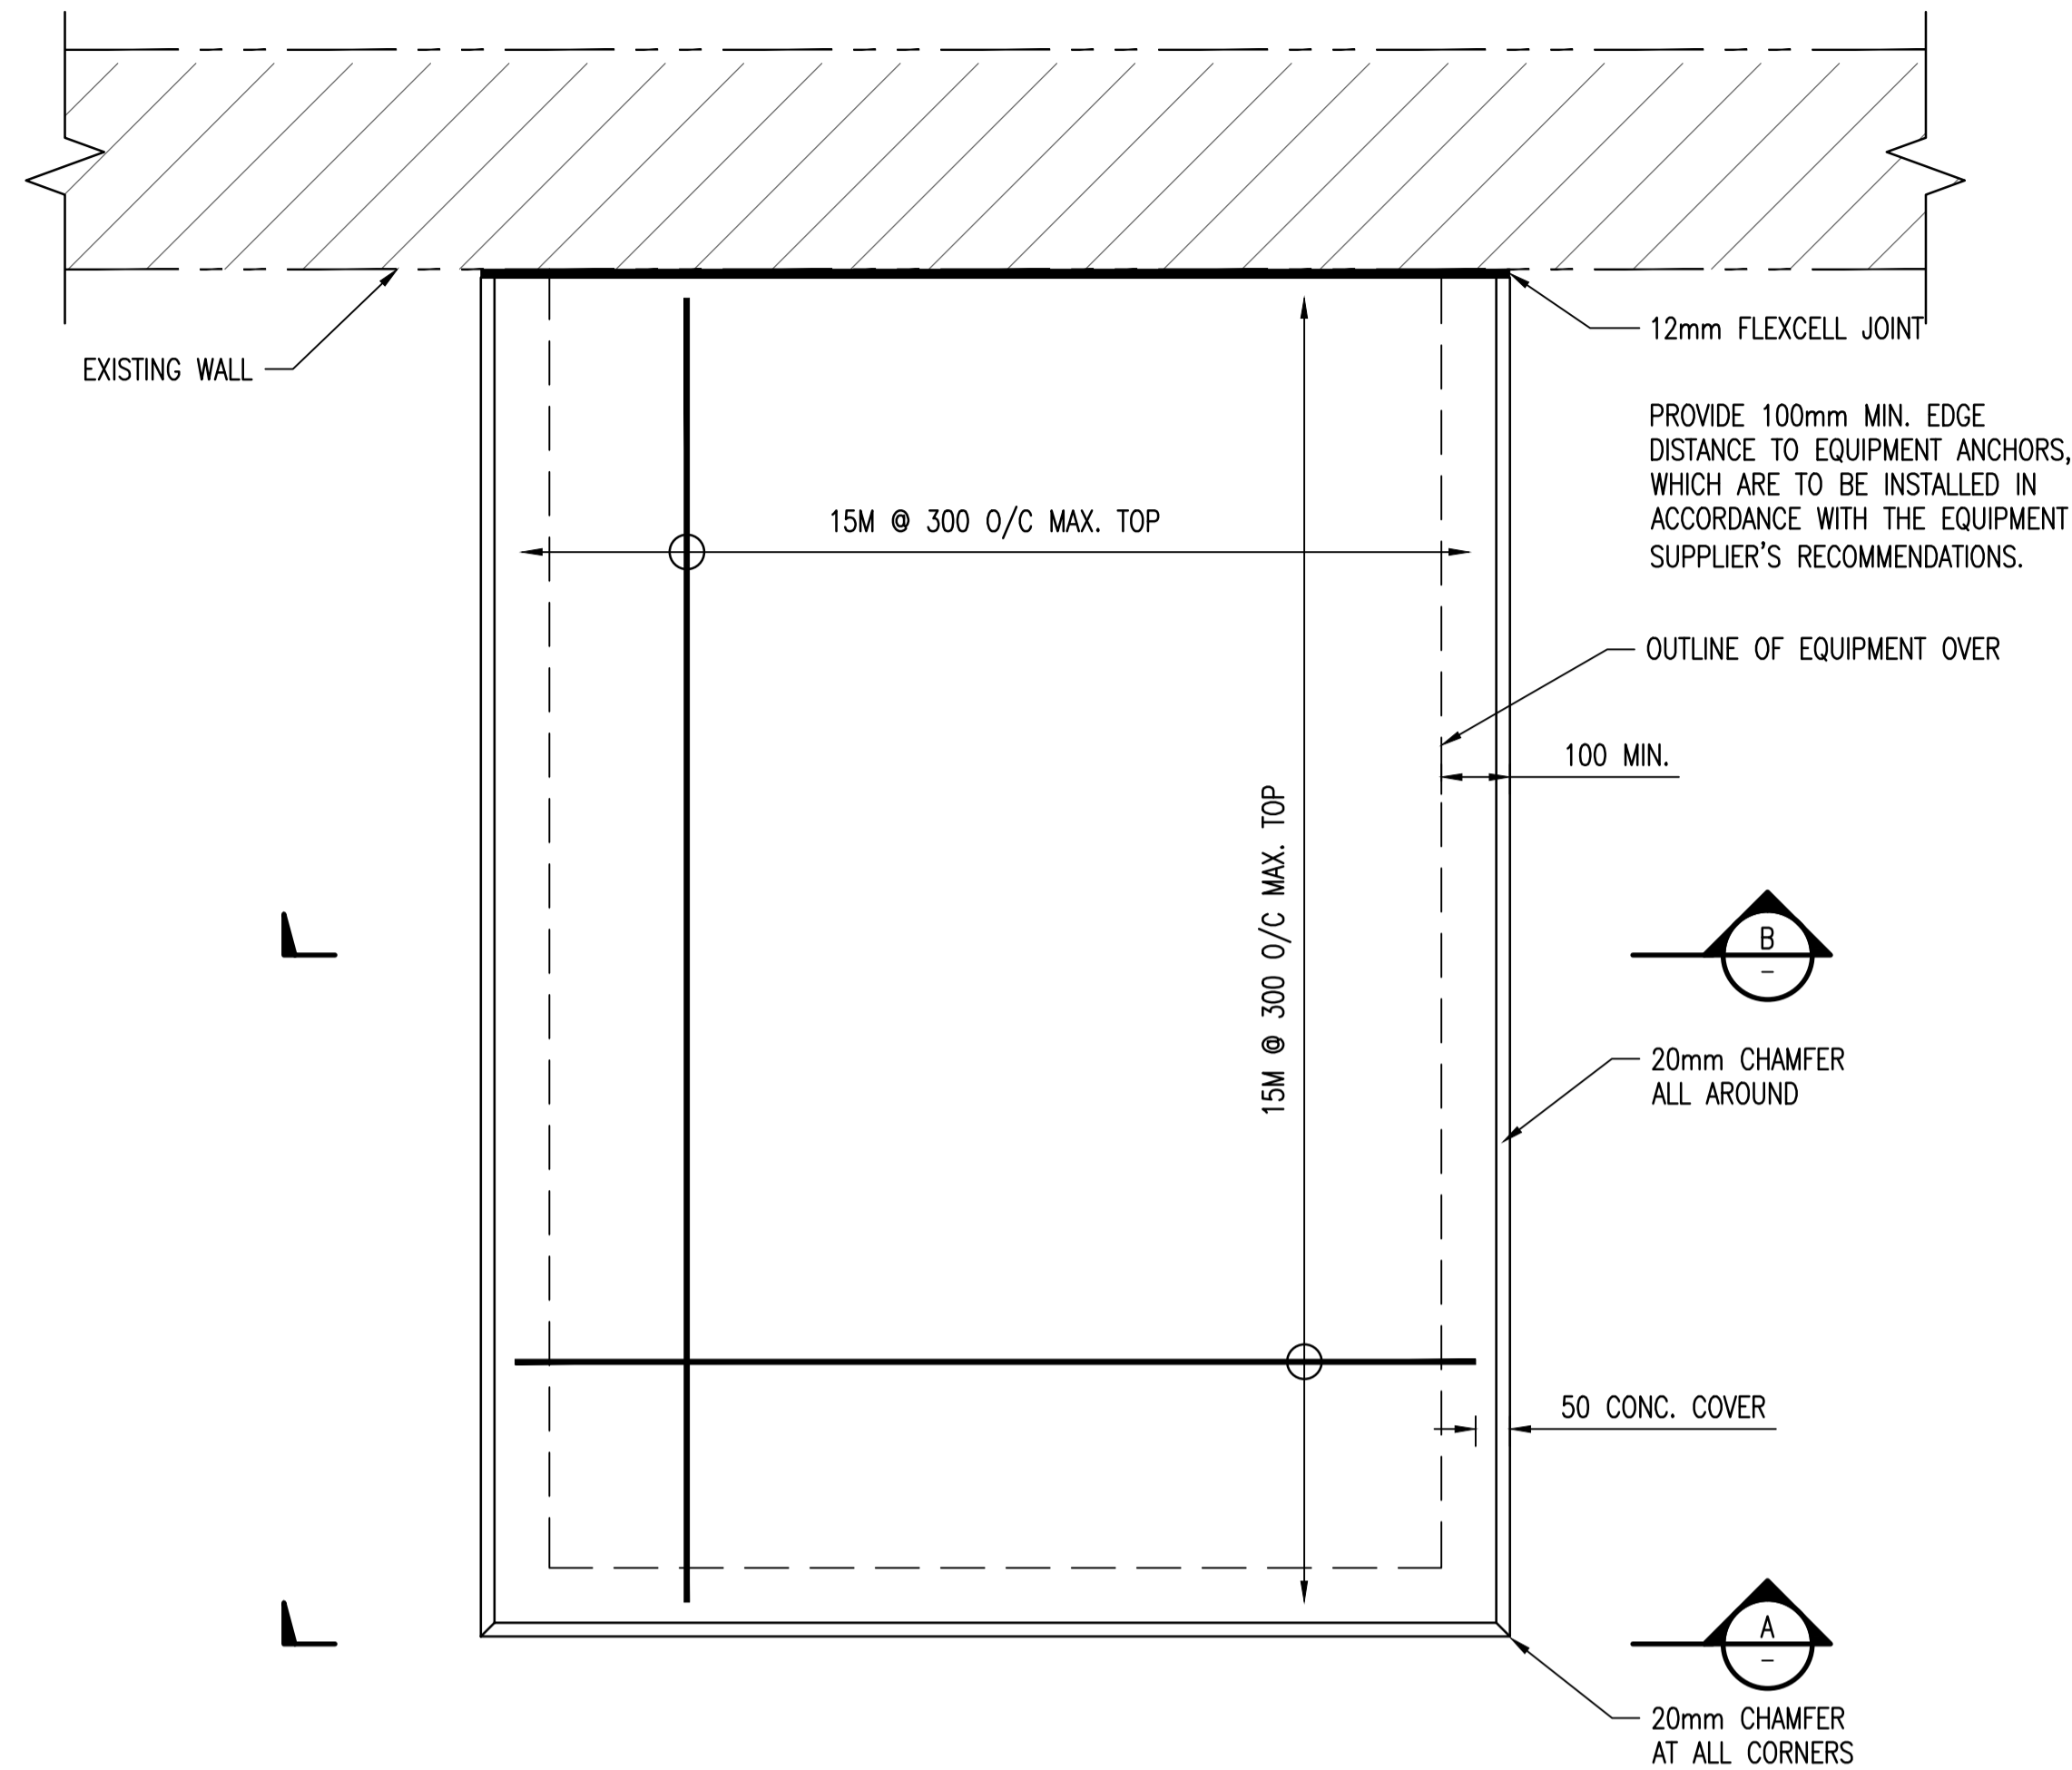 EXISTING WALL
12mm FLEXCELL JOINT
PROVIDE 100mm MIN. EDGE
DISTANCE TO EQUIPMENT ANCHORS,
WHICH ARE TO BE INSTALLED IN
ACCORDANCE WITH THE EQUIPMENT
SUPPLIER'S RECOMMENDATIONS.
15M @ 300 O/C MAX. TOP
OUTLINE OF EQUIPMENT OVER
100 MIN.
15M @ 300 O/C MAX. TOP
B
–
20mm CHAMFER
ALL AROUND
50 CONC. COVER
A
–
20mm CHAMFER
AT ALL CORNERS